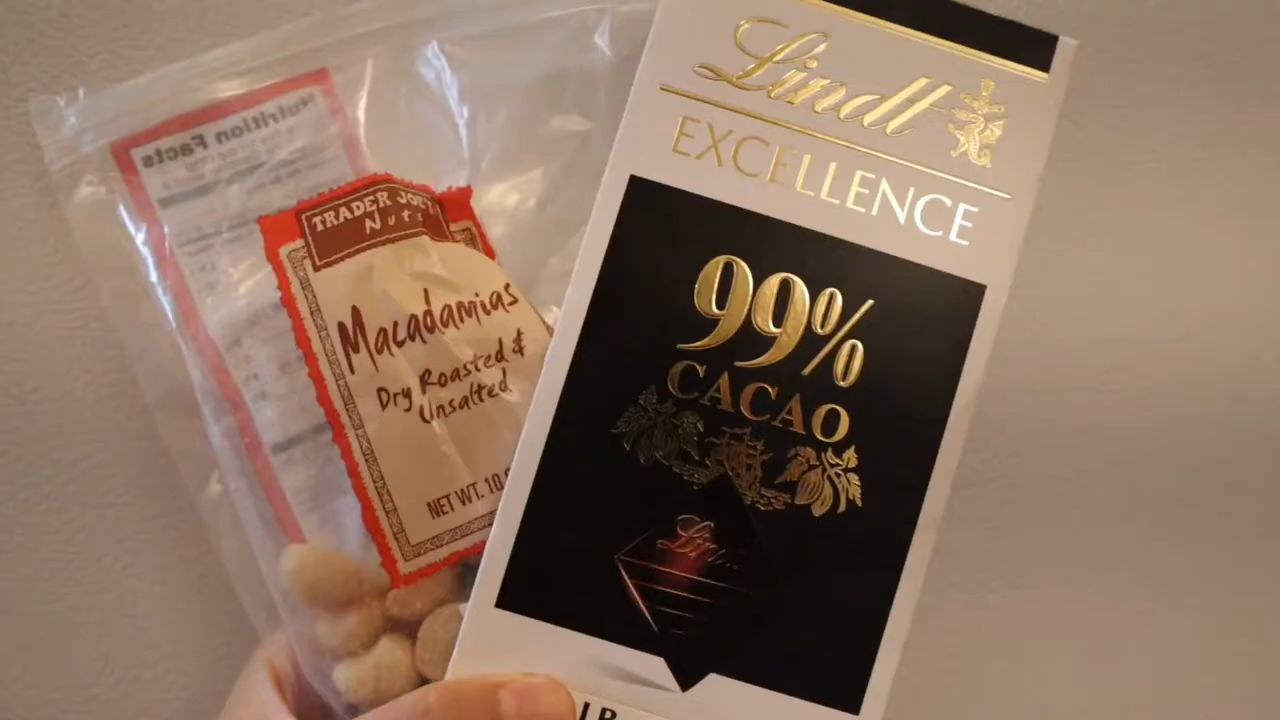 Nutrition Facts
TRADER JOE'S
Nuts
Macadamias
Dry Roasted &
Unsalted
NET WT. 10
Lindt
EXCELLENCE
99%
CACAO